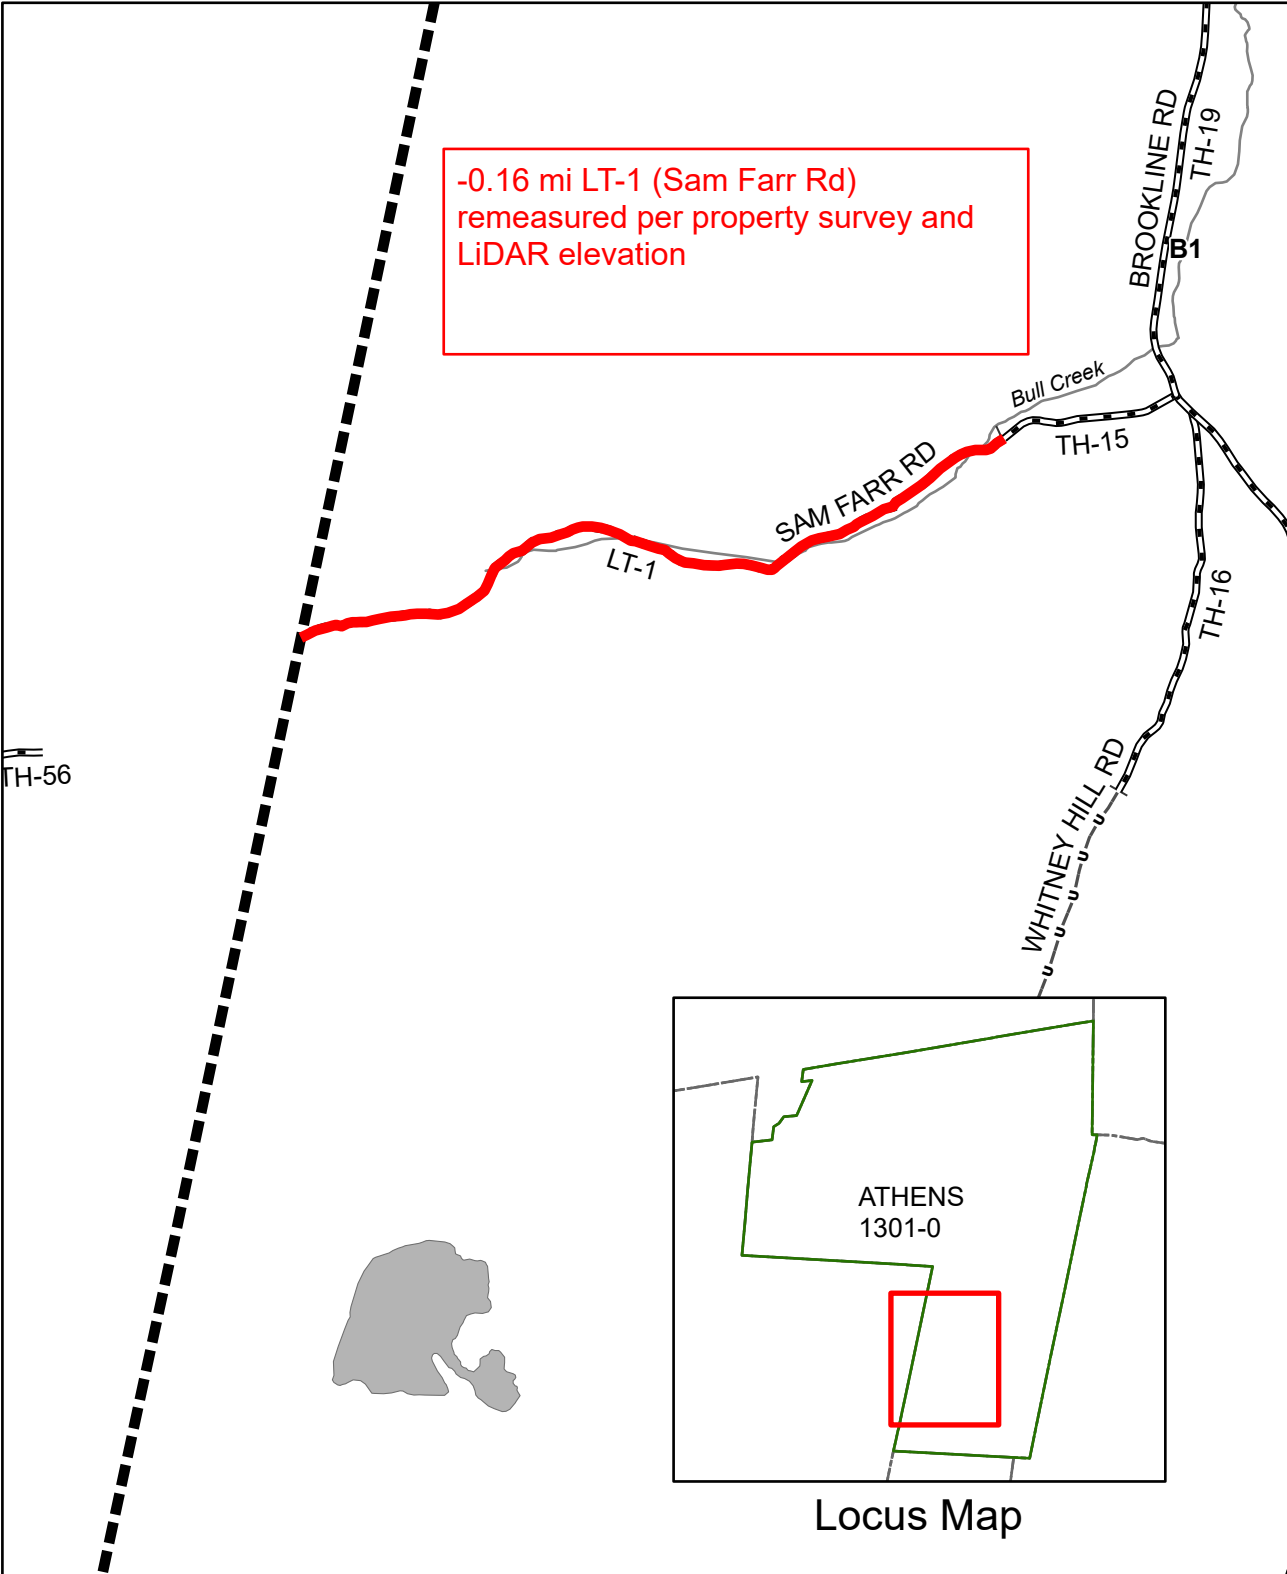 -0.16 mi LT-1 (Sam Farr Rd)
remeasured per property survey and
LiDAR elevation
BROOKLINE RD
TH-19
B1
Bull Creek
TH-15
SAM FARR RD
LT-1
TH-16
TH-56
WHITNEY HILL RD
U
U
U
U
U
ATHENS
1301-0
Locus Map